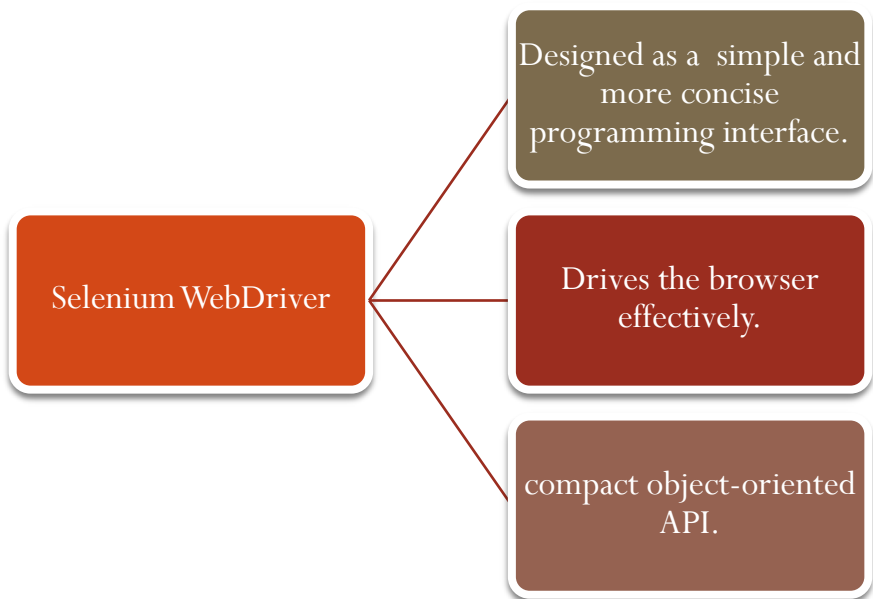 Designed as a simple and
more concise
programming interface.
Selenium WebDriver
Drives the browser
effectively.
compact object-oriented
API.